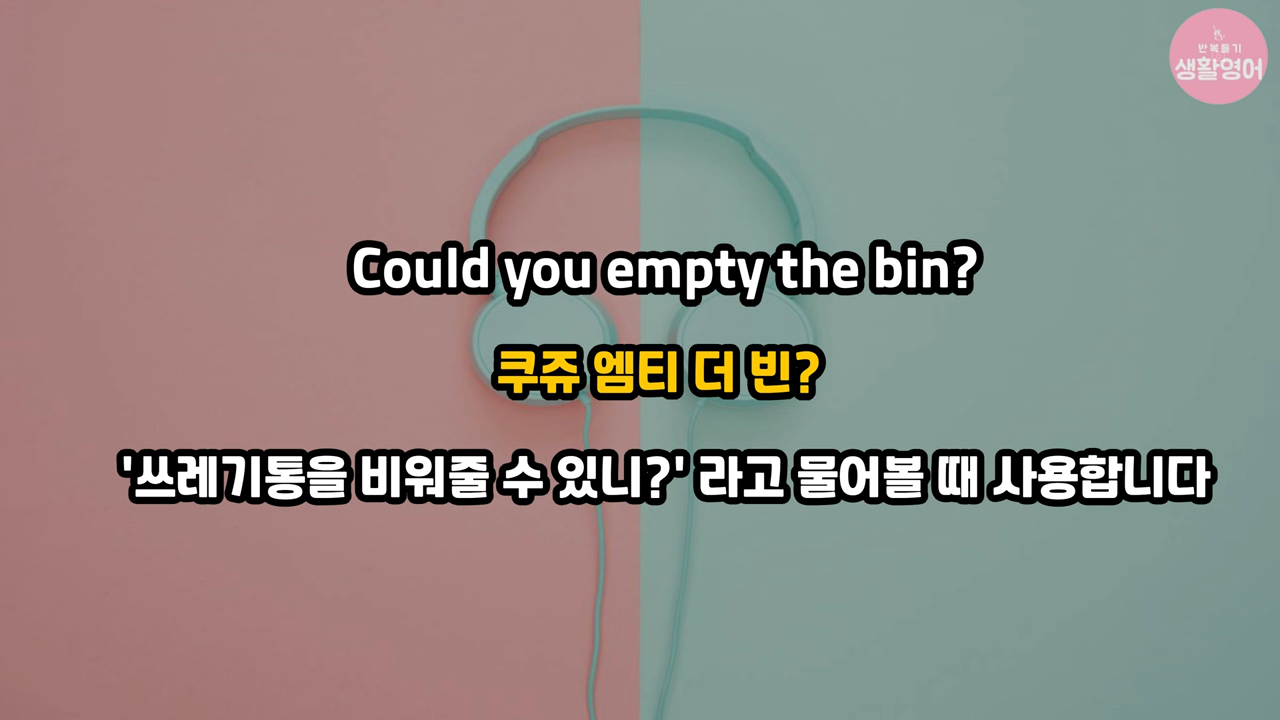 반복듣기
생활영어
Could you empty the bin?
쿠쥬 엠티 더 빈?
'쓰레기통을 비워줄 수 있니?' 라고 물어볼 때 사용합니다